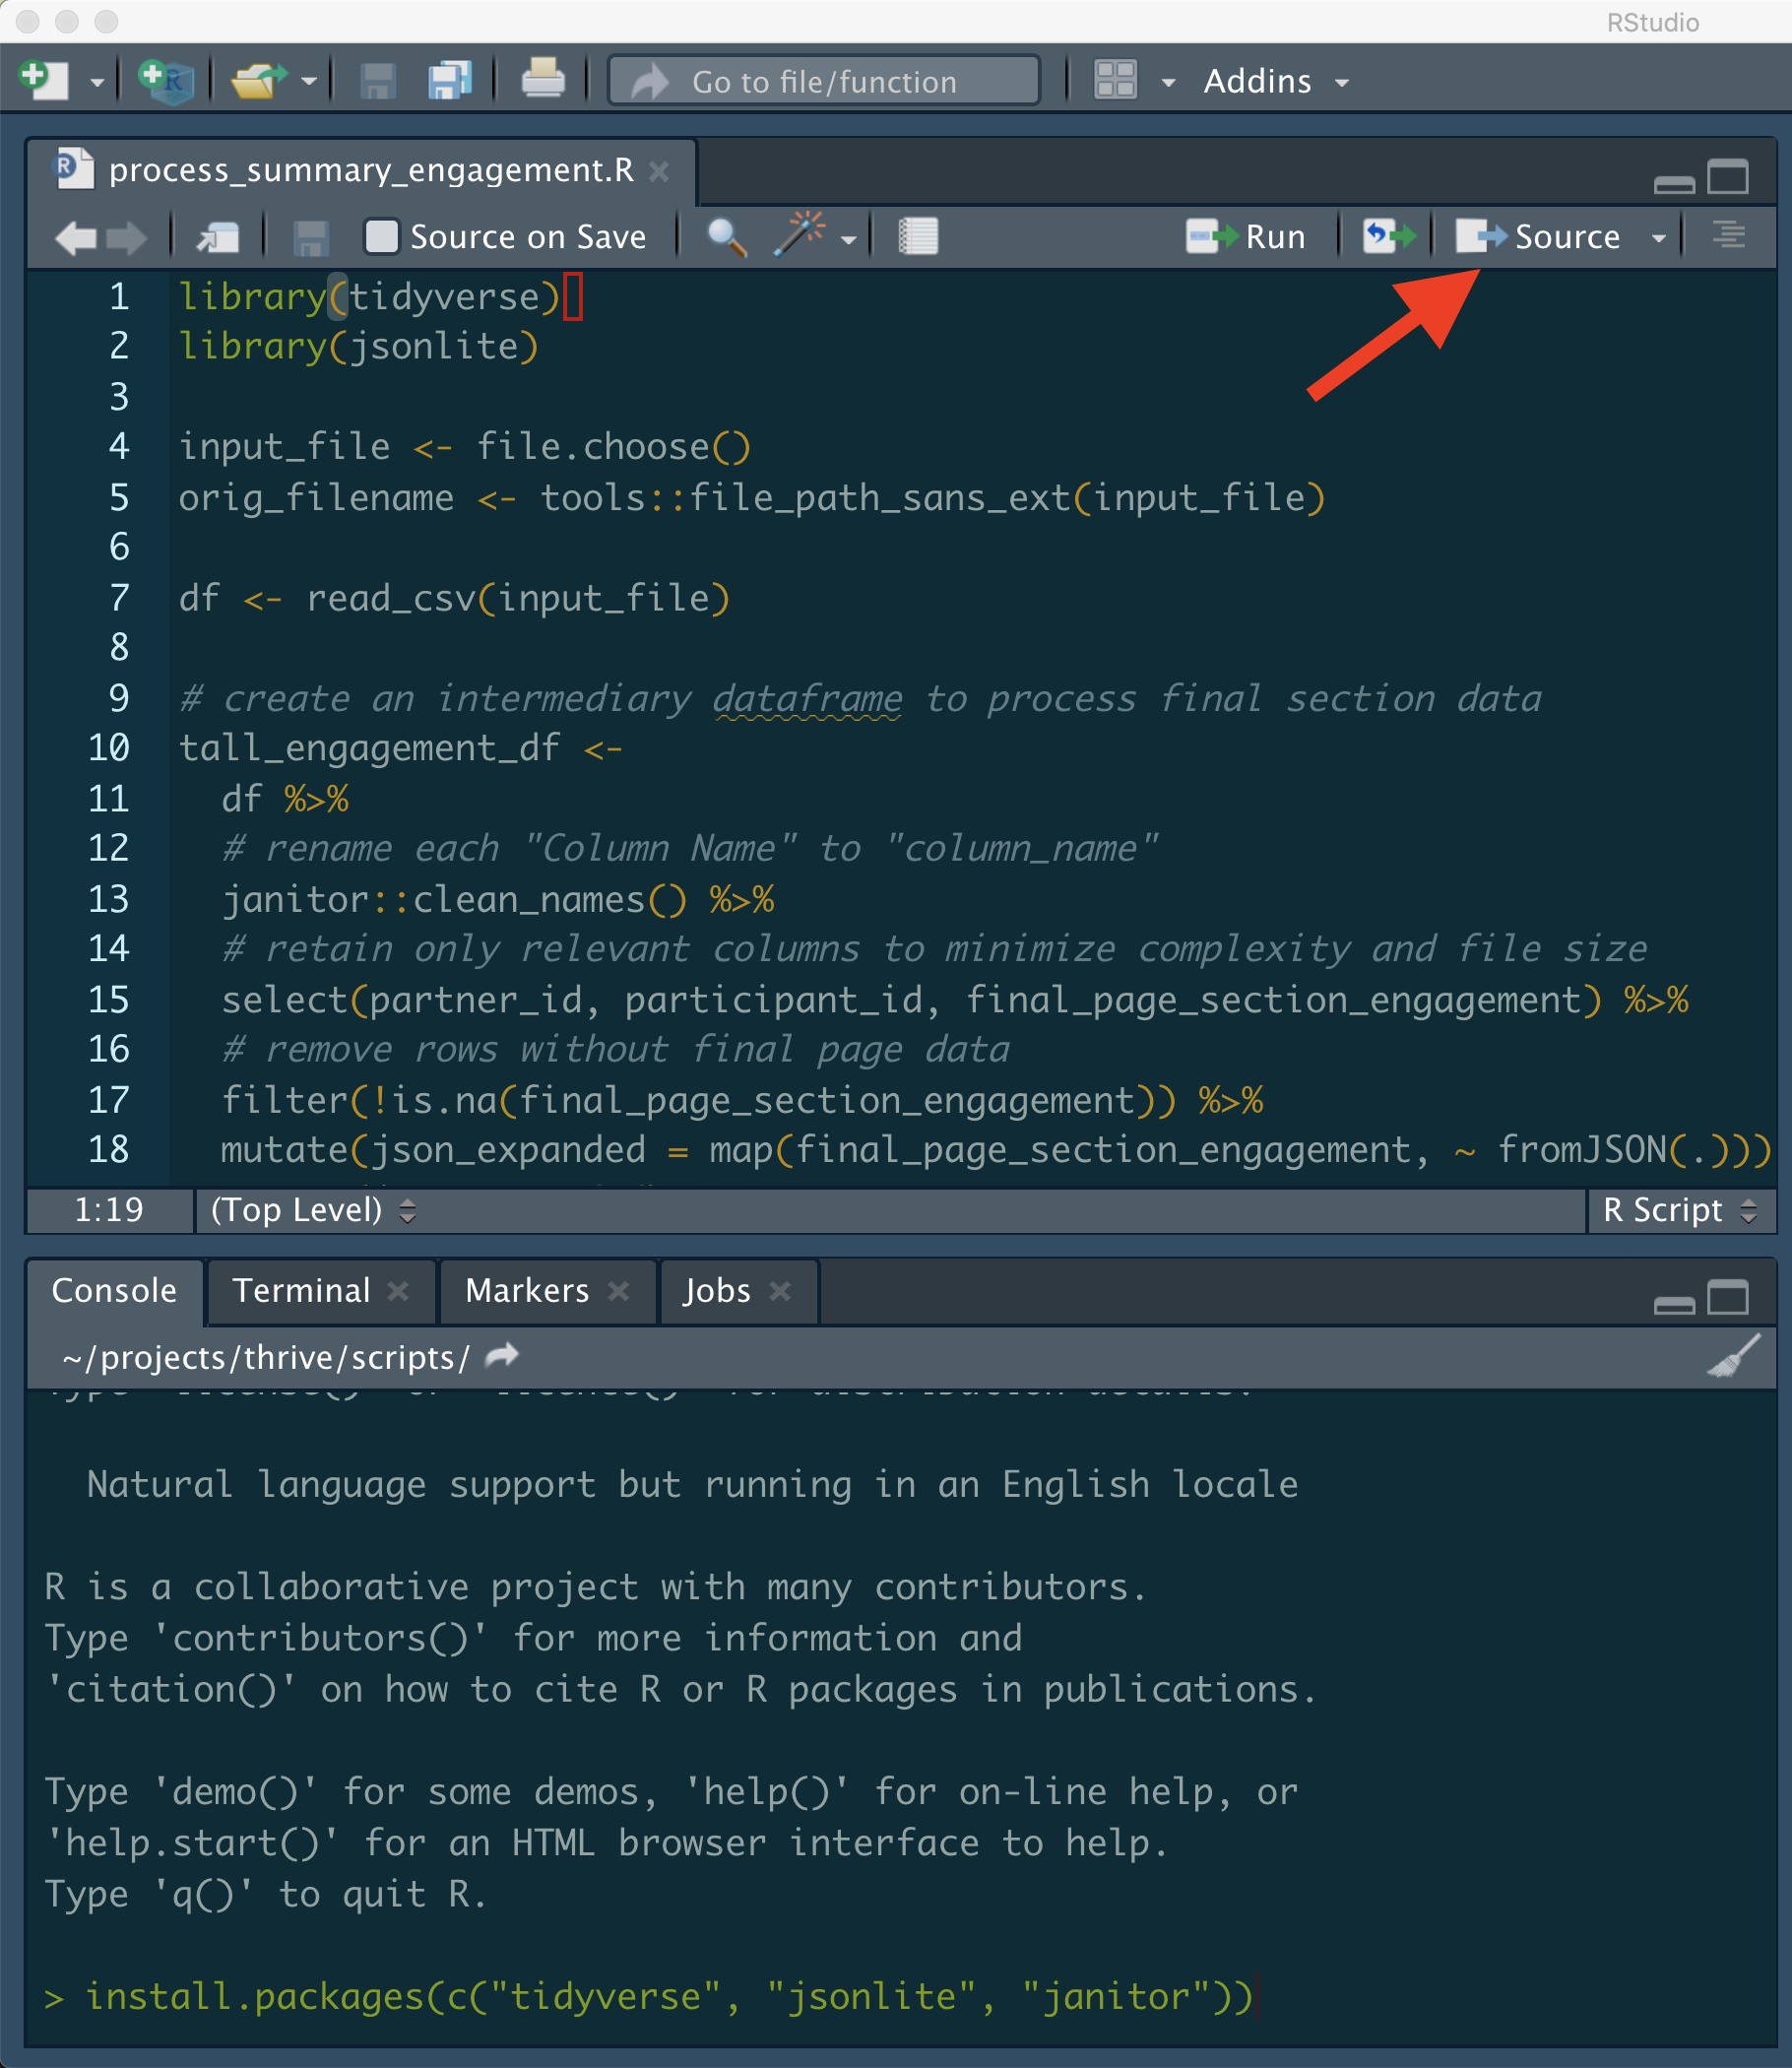 RStudio
Go to file/function
Addins
process_summary_engagement.R
Source on Save
Run
Source
1 library(tidyverse)
2 library(jsonlite)
3
4 input_file <- file.choose()
5 orig_filename <- tools::file_path_sans_ext(input_file)
6
7 df <- read_csv(input_file)
8
9 # create an intermediary dataframe to process final section data
10 tall_engagement_df <-
11 df %>%
12 # rename each "Column Name" to "column_name"
13 janitor::clean_names() %>%
14 # retain only relevant columns to minimize complexity and file size
15 select(partner_id, participant_id, final_page_section_engagement) %>%
16 # remove rows without final page data
17 filter(!is.na(final_page_section_engagement)) %>%
18 mutate(json_expanded = map(final_page_section_engagement, ~ fromJSON(.)))
1:19 (Top Level) R Script
Console Terminal Markers Jobs
~/projects/thrive/scripts/
Type 'license()' or 'licence()' for distribution details.
Natural language support but running in an English locale
R is a collaborative project with many contributors.
Type 'contributors()' for more information and
'citation()' on how to cite R or R packages in publications.
Type 'demo()' for some demos, 'help()' for on-line help, or
'help.start()' for an HTML browser interface to help.
Type 'q()' to quit R.
> install.packages(c("tidyverse", "jsonlite", "janitor"))